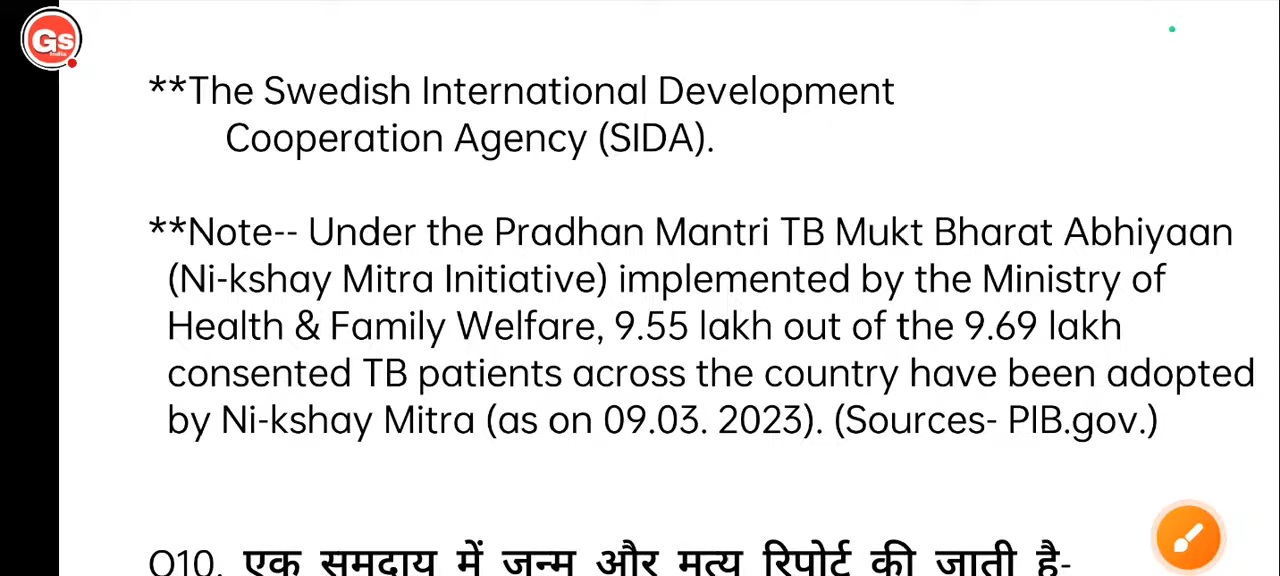 Gs
India
**The Swedish International Development
Cooperation Agency (SIDA).
**Note-- Under the Pradhan Mantri TB Mukt Bharat Abhiyaan
(Ni-kshay Mitra Initiative) implemented by the Ministry of
Health & Family Welfare, 9.55 lakh out of the 9.69 lakh
consented TB patients across the country have been adopted
by Ni-kshay Mitra (as on 09.03. 2023). (Sources- PIB.gov.)
Q10. एक समुदाय में जन्म और मृत्यु रिपोर्ट की जाती है-